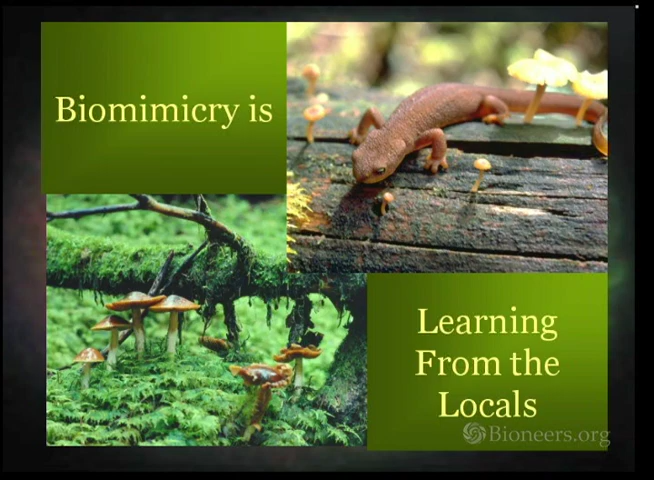 Biomimicry is
Learning
From the
Locals
Bioneers.org